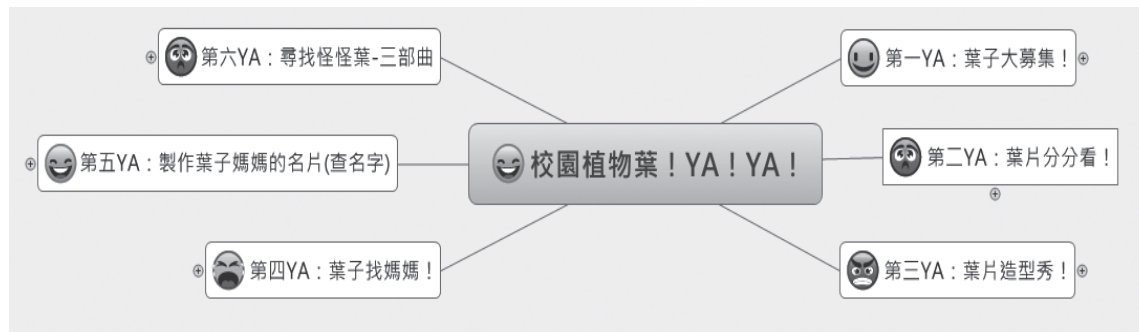 校園植物葉！YA！YA！
第一YA：葉子大募集！
第二YA：葉片分分看！
第三YA：葉片造型秀！
第四YA：葉子找媽媽！
第五YA：製作葉子媽媽的名片(查名字)
第六YA：尋找怪怪葉-三部曲